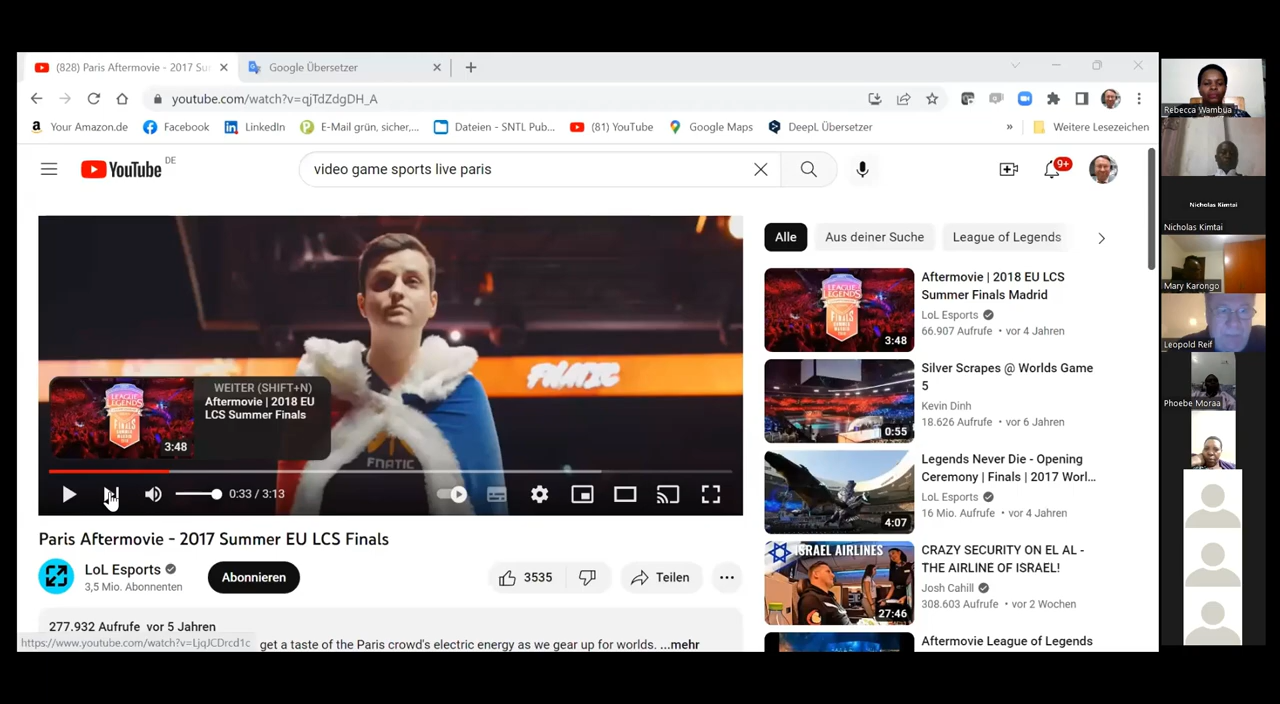 (828) Paris Aftermovie - 2017 Su
Google Übersetzer
youtube.com/watch?v=qjTdZdgDH_A
Your Amazon.de
Facebook
LinkedIn
E-Mail grün, sicher,...
Dateien - SNTL Pub...
(81) YouTube
Google Maps
DeepL Übersetzer
»
Weitere Lesezeichen
YouTube DE
video game sports live paris
9+
FNATIC
FNATIC
WEITER (SHIFT+N)
Aftermovie | 2018 EU
LCS Summer Finals
3:48
0:33 / 3:13
Paris Aftermovie - 2017 Summer EU LCS Finals
LoL Esports
3,5 Mio. Abonnenten
Abonnieren
3535
Teilen
277.932 Aufrufe vor 5 Jahren
get a taste of the Paris crowd's electric energy as we gear up for worlds. ...mehr
https://www.youtube.com/watch?v=LjqJCDrcd1c
Alle
Aus deiner Suche
League of Legends
LEAGUE
LEGENDS
FINALS
3:48
Aftermovie | 2018 EU LCS
Summer Finals Madrid
LoL Esports
66.907 Aufrufe • vor 4 Jahren
0:55
Silver Scrapes @ Worlds Game
5
Kevin Dinh
18.626 Aufrufe • vor 6 Jahren
4:07
Legends Never Die - Opening
Ceremony | Finals | 2017 Worl...
LoL Esports
16 Mio. Aufrufe • vor 4 Jahren
ISRAEL AIRLINES
27:46
CRAZY SECURITY ON EL AL -
THE AIRLINE OF ISRAEL!
Josh Cahill
308.603 Aufrufe • vor 2 Wochen
Aftermovie League of Legends
Rebecca Wambua
Nicholas Kimtai
Nicholas Kimtai
Mary Karongo
Leopold Reif
Phoebe Moraa